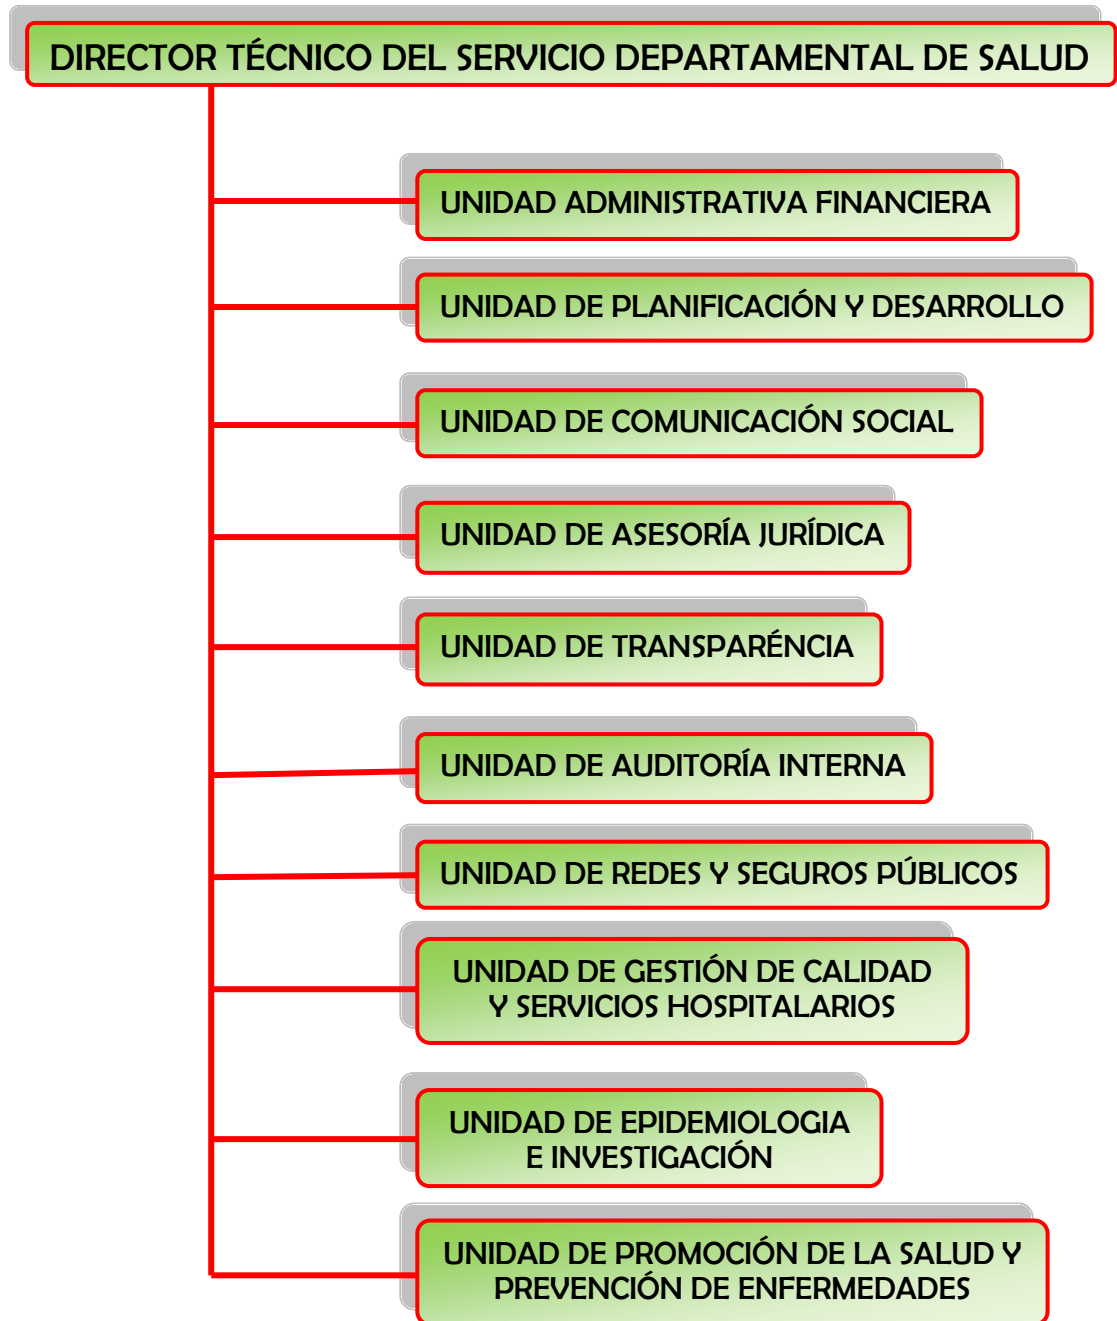 DIRECTOR TÉCNICO DEL SERVICIO DEPARTAMENTAL DE SALUD
UNIDAD ADMINISTRATIVA FINANCIERA
UNIDAD DE PLANIFICACIÓN Y DESARROLLO
UNIDAD DE COMUNICACIÓN SOCIAL
UNIDAD DE ASESORÍA JURÍDICA
UNIDAD DE TRANSPARÉNCIA
UNIDAD DE AUDITORÍA INTERNA
UNIDAD DE REDES Y SEGUROS PÚBLICOS
UNIDAD DE GESTIÓN DE CALIDAD
Y SERVICIOS HOSPITALARIOS
UNIDAD DE EPIDEMIOLOGIA
E INVESTIGACIÓN
UNIDAD DE PROMOCIÓN DE LA SALUD Y
PREVENCIÓN DE ENFERMEDADES